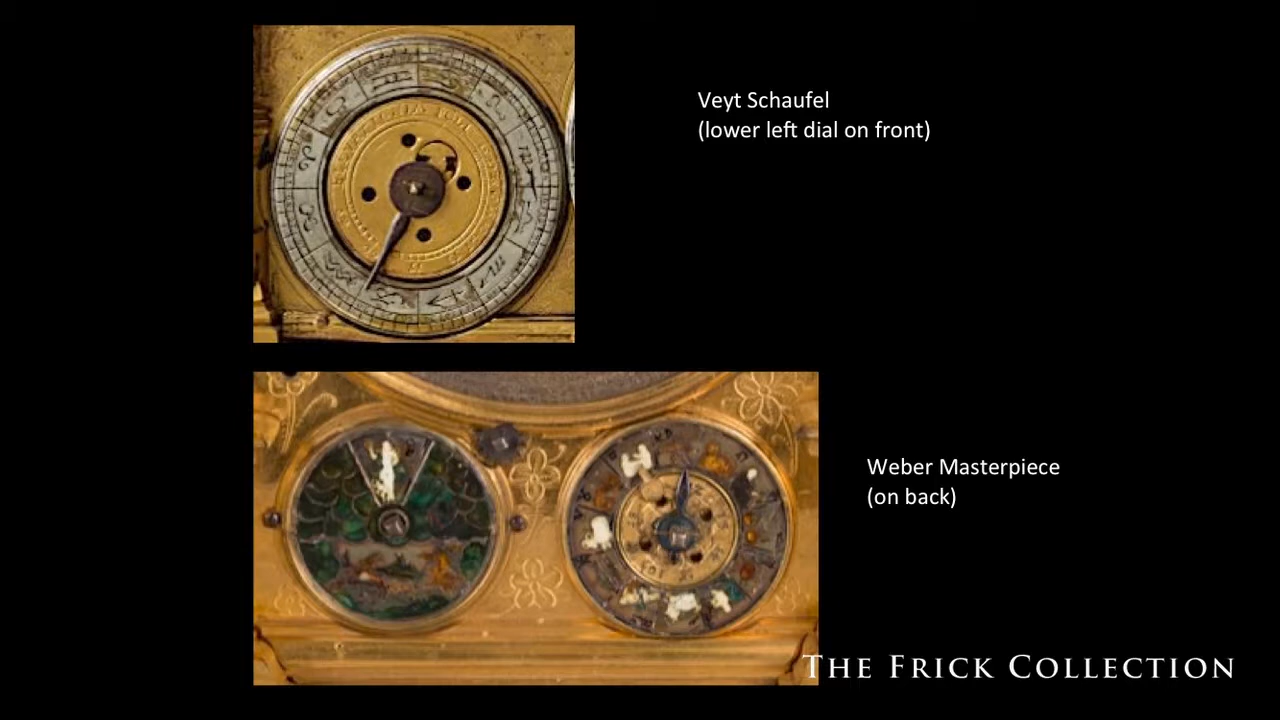 Veyt Schaufel
(lower left dial on front)
Weber Masterpiece
(on back)
THE FRICK COLLECTION